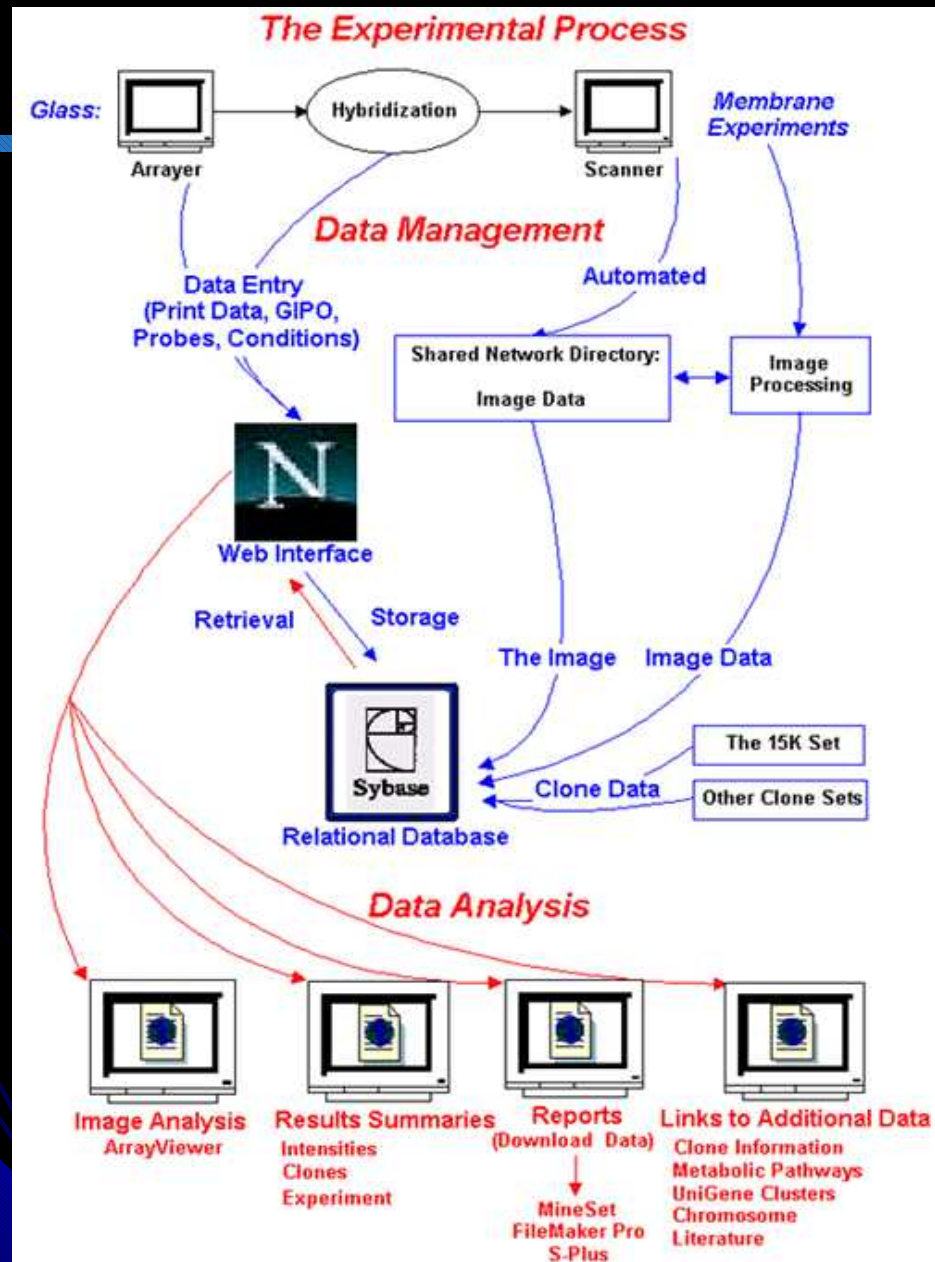 The Experimental Process
Glass:
Arrayer
Hybridization
Scanner
Membrane
Experiments
Data Management
Data Entry
(Print Data, GIPO,
Probes, Conditions)
Automated
Shared Network Directory:
Image Data
Image
Processing
N
Web Interface
Retrieval
Storage
The Image
Image Data
Sybase
Relational Database
Clone Data
The 15K Set
Other Clone Sets
Data Analysis
Image Analysis
ArrayViewer
Results Summaries
Intensities
Clones
Experiment
Reports
(Download Data)
MineSet
FileMaker Pro
S-Plus
Links to Additional Data
Clone Information
Metabolic Pathways
UniGene Clusters
Chromosome
Literature